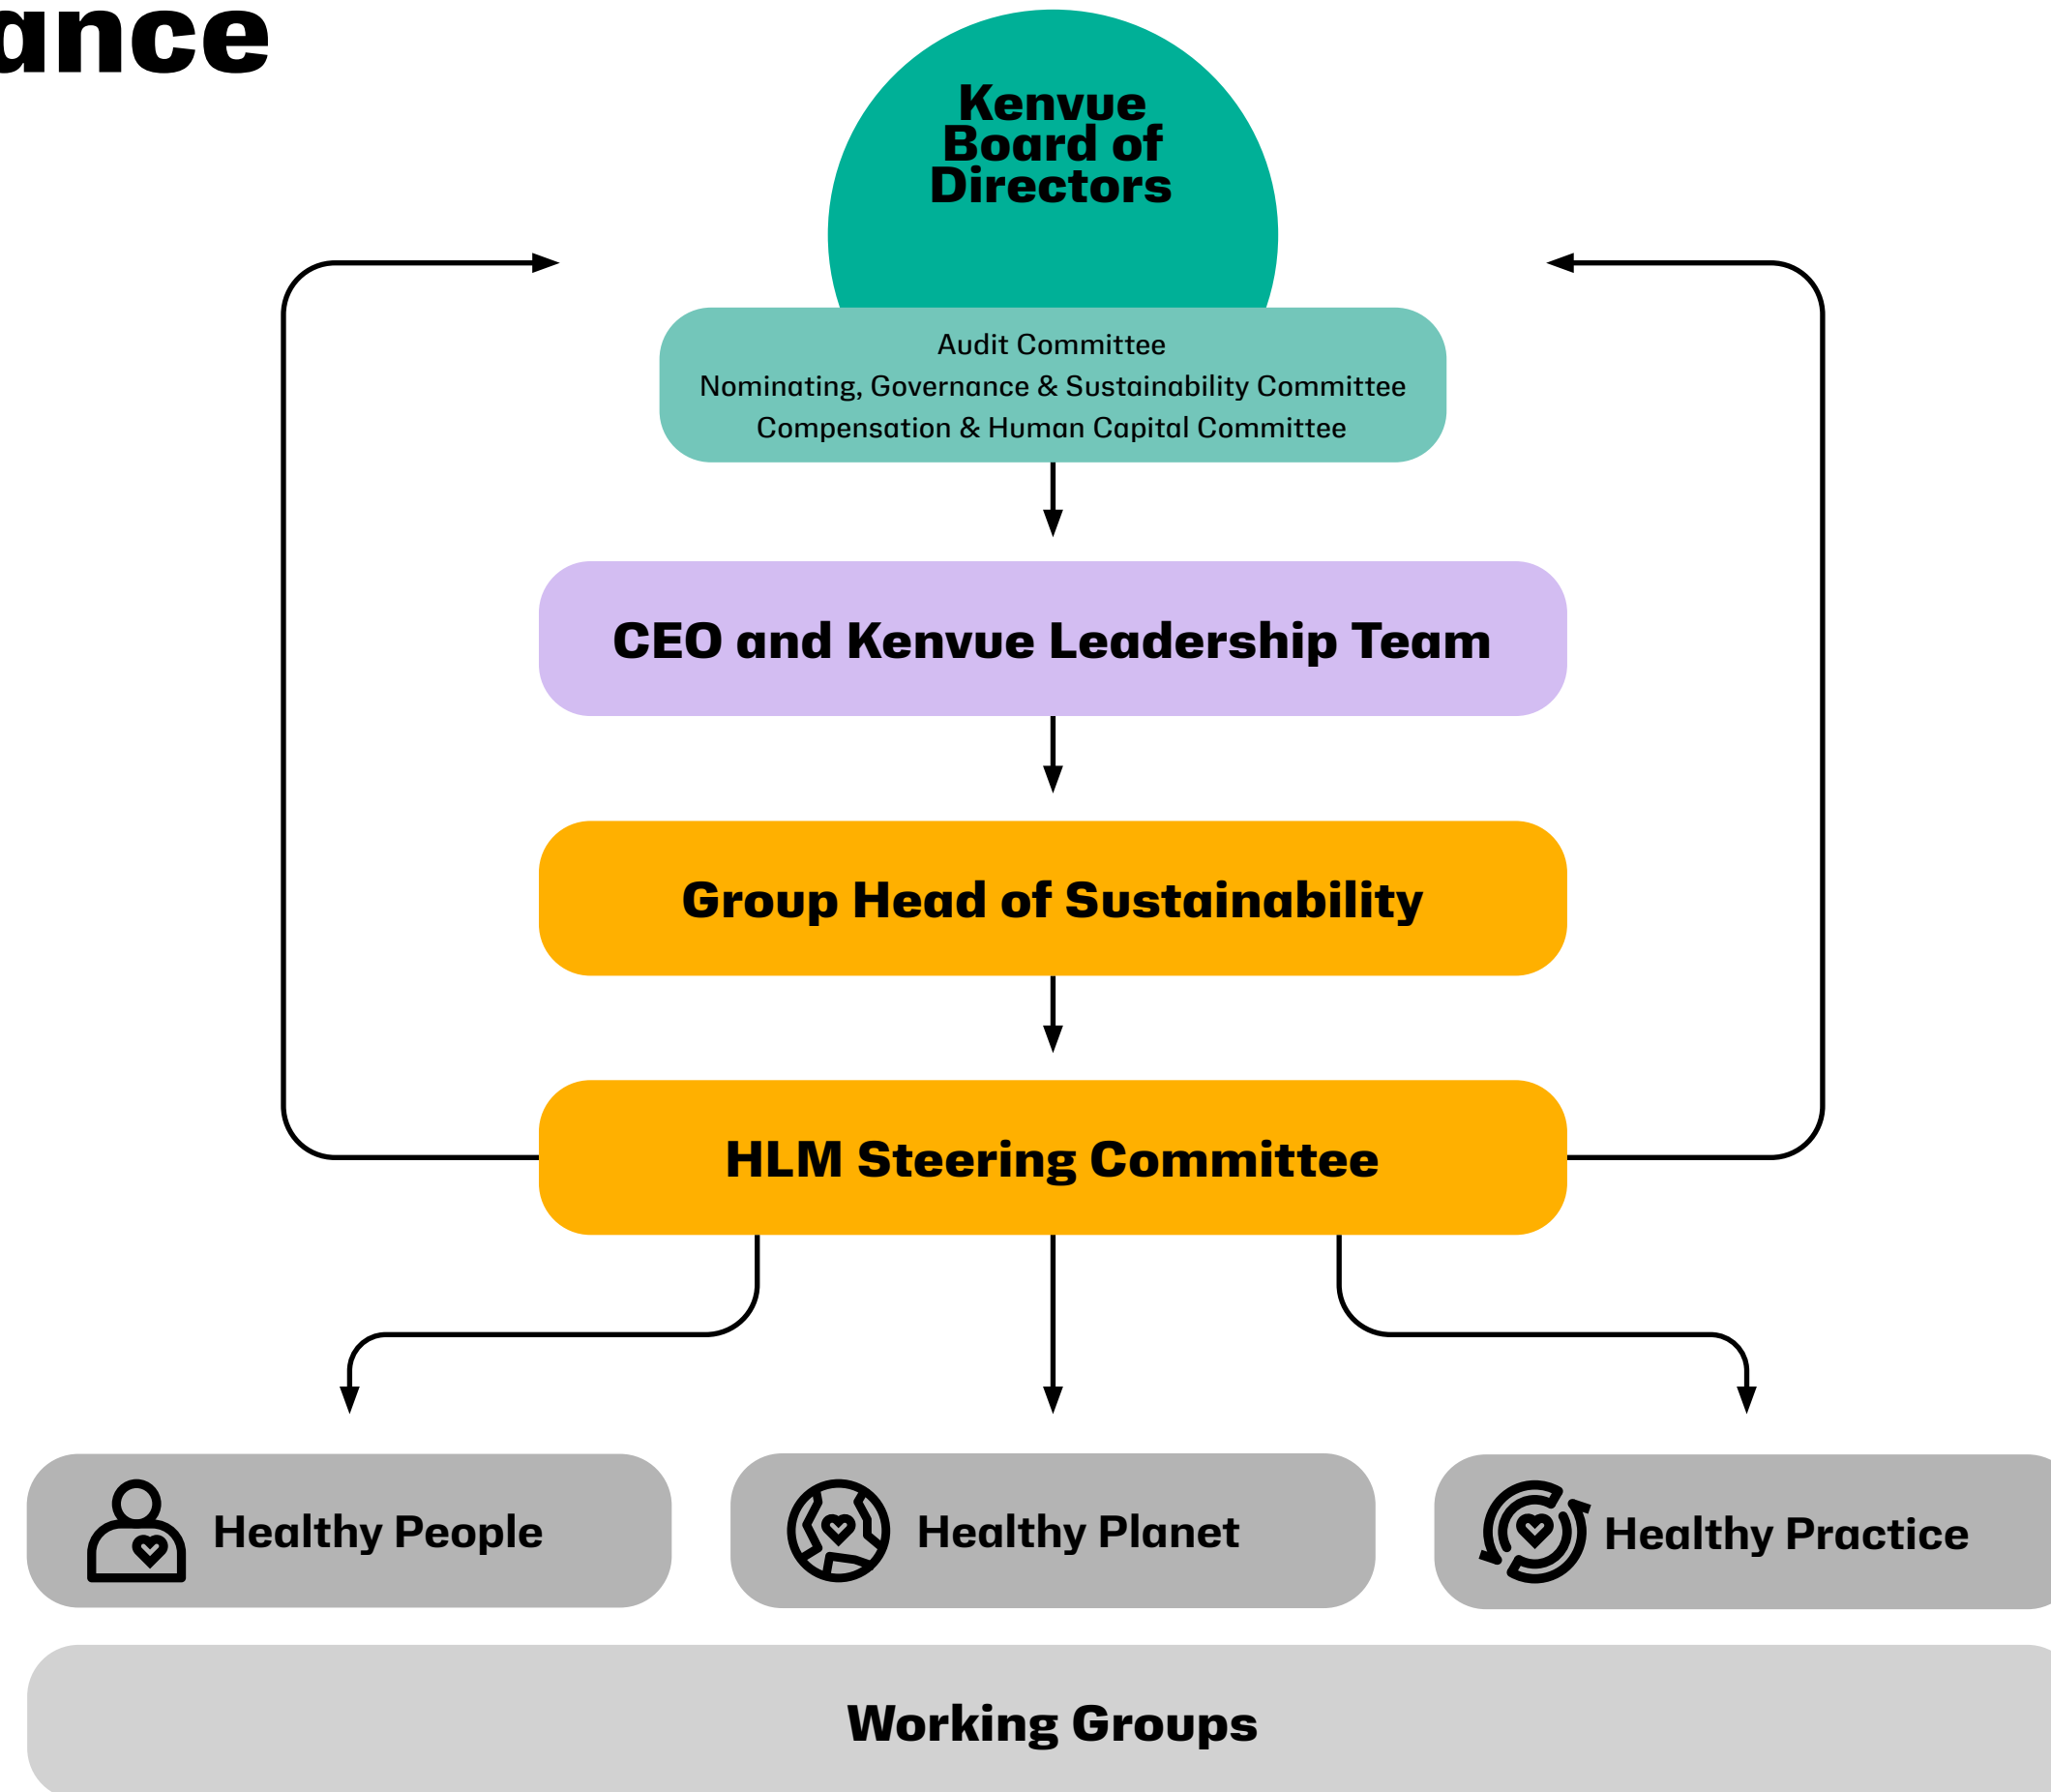 Kenvue
Board of
Directors
Audit Committee
Nominating, Governance & Sustainability Committee
Compensation & Human Capital Committee
CEO and Kenvue Leadership Team
Group Head of Sustainability
HLM Steering Committee
Healthy People
Healthy Planet
Healthy Practice
Working Groups